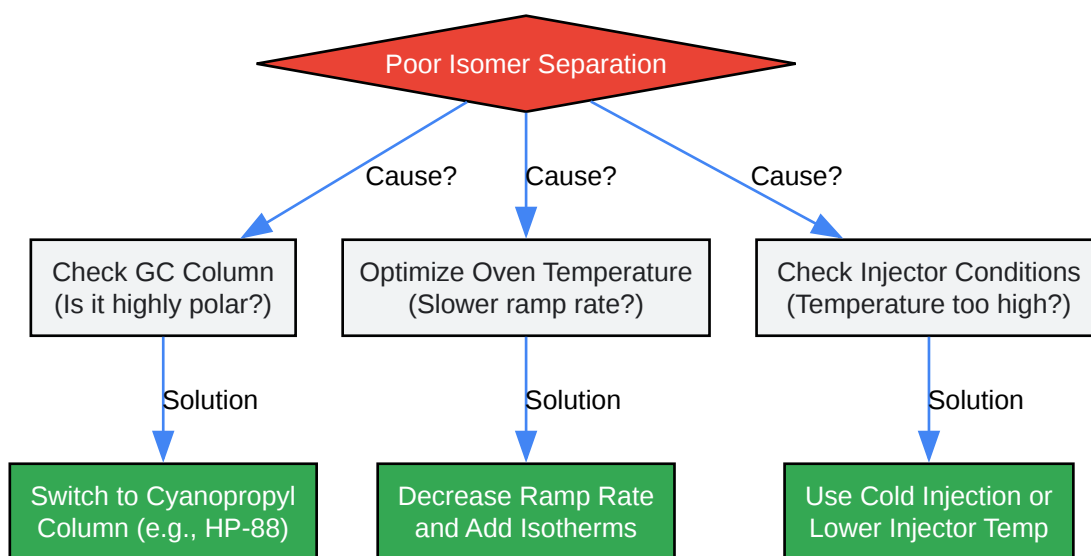 Poor Isomer Separation
Cause?
Cause?
Cause?
Check GC Column
(Is it highly polar?)
Optimize Oven Temperature
(Slower ramp rate?)
Check Injector Conditions
(Temperature too high?)
Solution
Solution
Solution
Switch to Cyanopropyl
Column (e.g., HP-88)
Decrease Ramp Rate
and Add Isotherms
Use Cold Injection or
Lower Injector Temp